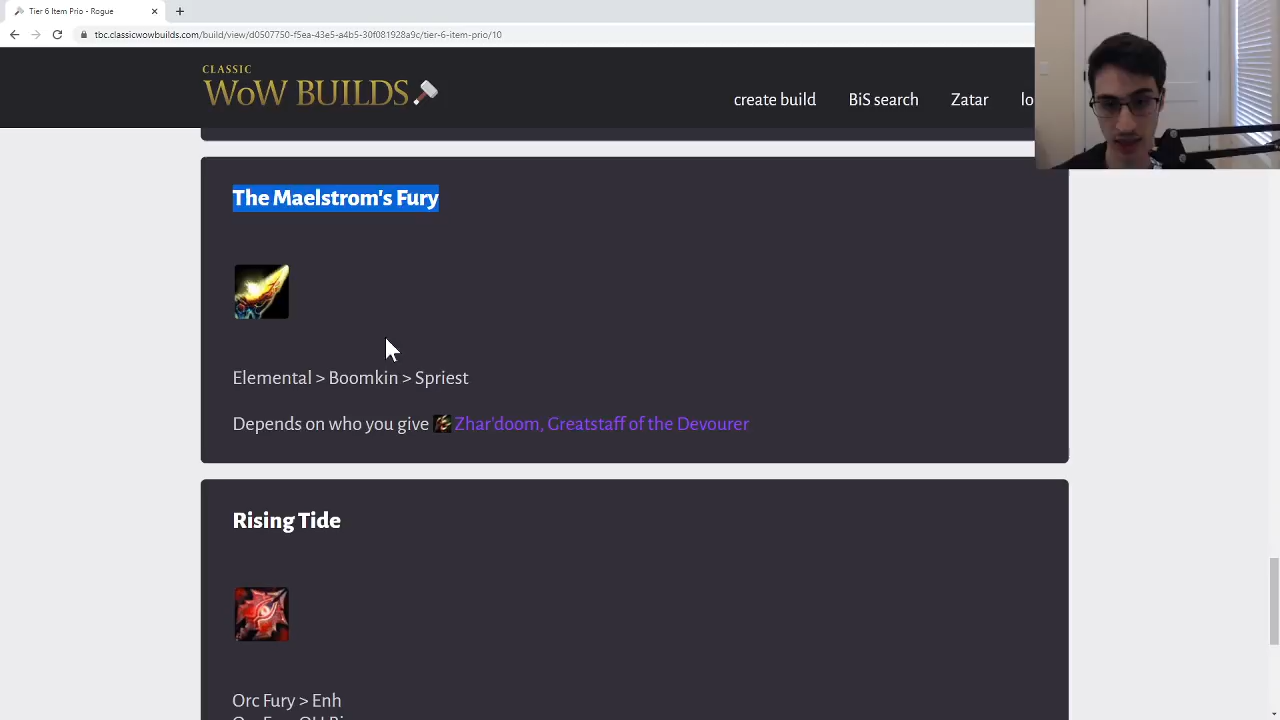 Tier 6 Item Prio - Rogue
tbc.classicwowbuilds.com/build/view/d0507750-f5ea-43e5-a4b5-30f081928a9c/tier-6-item-prio/10
CLASSIC
WoW BUILDS
create build BiS search Zatar lo
The Maelstrom's Fury
Elemental > Boomkin > Spriest
Depends on who you give Zhar'doom, Greatstaff of the Devourer
Rising Tide
Orc Fury > Enh